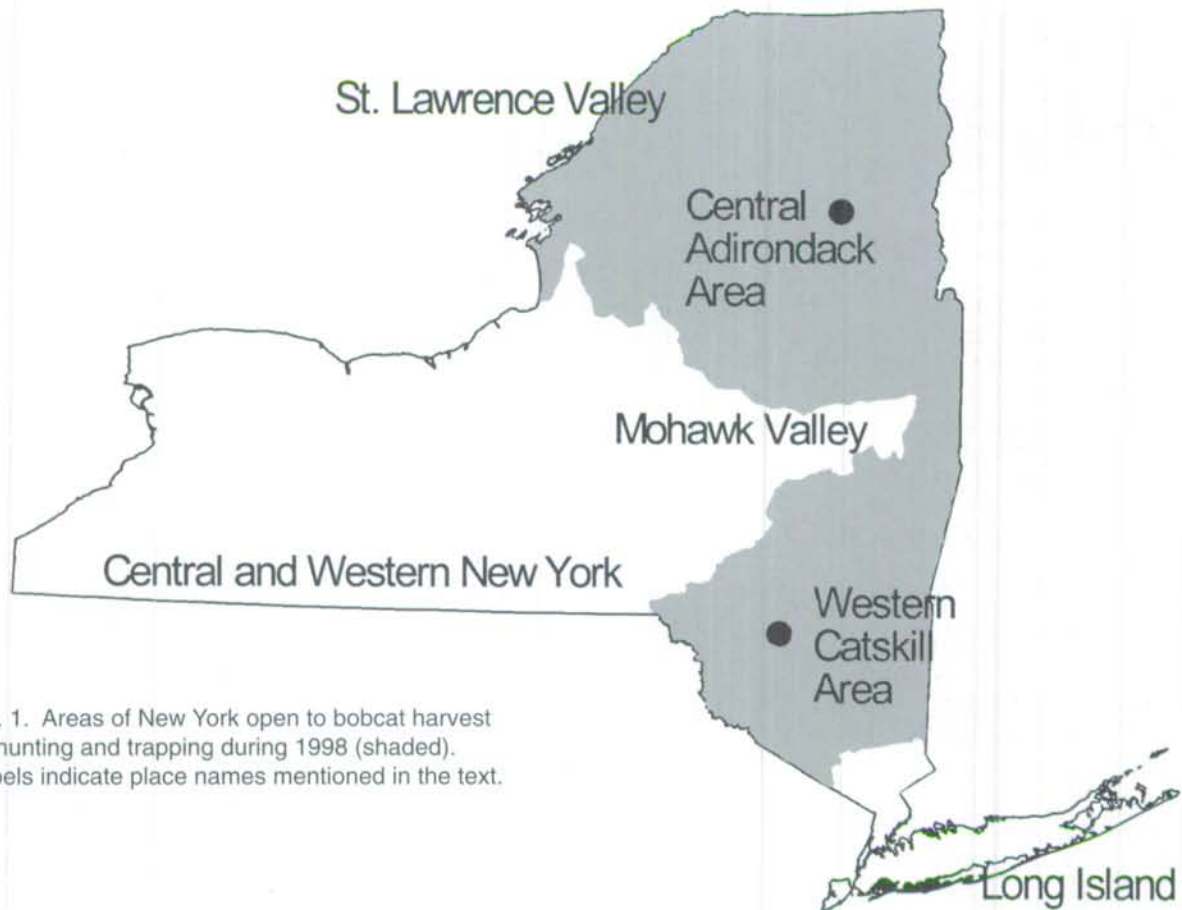 St. Lawrence Valley
Central
Adirondack
Area
Mohawk Valley
Central and Western New York
Western
Catskill
Area
. 1. Areas of New York open to bobcat harvest
hunting and trapping during 1998 (shaded).
bels indicate place names mentioned in the text.
Long Island